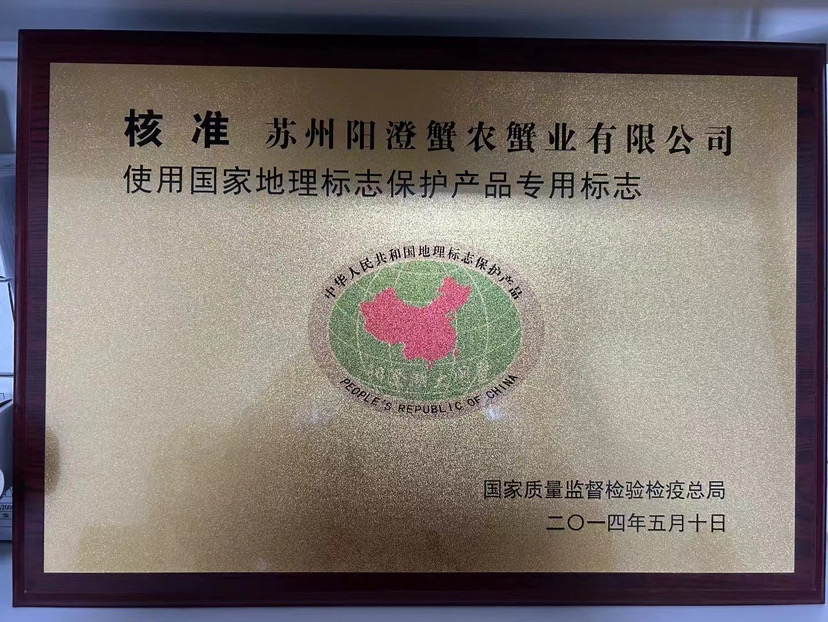 核准 苏州阳澄蟹农蟹业有限公司
使用国家地理标志保护产品专用标志
中华人民共和国地理标志保护产品
PEOPLE'S REPUBLIC OF CHINA
国家质量监督检验检疫总局
二〇一四年五月十日